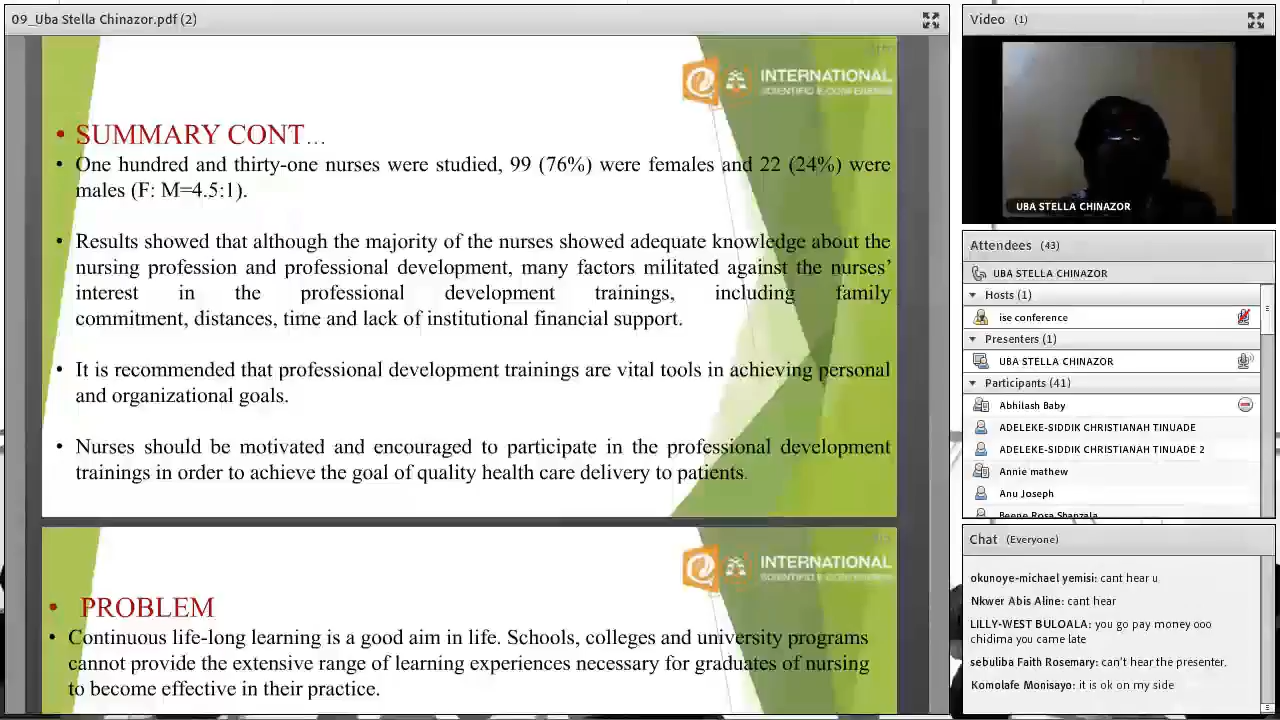 09_Uba Stella Chinazor.pdf (2)
INTERNATIONAL
SCIENTIFIC E-CONFERENCE
• SUMMARY CONT...
• One hundred and thirty-one nurses were studied, 99 (76%) were females and 22 (24%) were
males (F: M=4.5:1).
• Results showed that although the majority of the nurses showed adequate knowledge about the
nursing profession and professional development, many factors militated against the nurses’
interest in the professional development trainings, including family
commitment, distances, time and lack of institutional financial support.
• It is recommended that professional development trainings are vital tools in achieving personal
and organizational goals.
• Nurses should be motivated and encouraged to participate in the professional development
trainings in order to achieve the goal of quality health care delivery to patients.
INTERNATIONAL
SCIENTIFIC E-CONFERENCE
• PROBLEM
• Continuous life-long learning is a good aim in life. Schools, colleges and university programs
cannot provide the extensive range of learning experiences necessary for graduates of nursing
to become effective in their practice.
Video (1)
UBA STELLA CHINAZOR
Attendees (43)
UBA STELLA CHINAZOR
Hosts (1)
ise conference
Presenters (1)
UBA STELLA CHINAZOR
Participants (41)
Abhilash Baby
ADELEKE-SIDDIK CHRISTIANAH TINUADE
ADELEKE-SIDDIK CHRISTIANAH TINUADE 2
Annie mathew
Anu Joseph
Chat (Everyone)
okunoye-michael yemisi: cant hear u
Nkwer Abis Aline: cant hear
LILLY-WEST BULOALA: you go pay money ooo
chidima you came late
sebuliba Faith Rosemary: can't hear the presenter,
Komolafe Monisayo: it is ok on my side